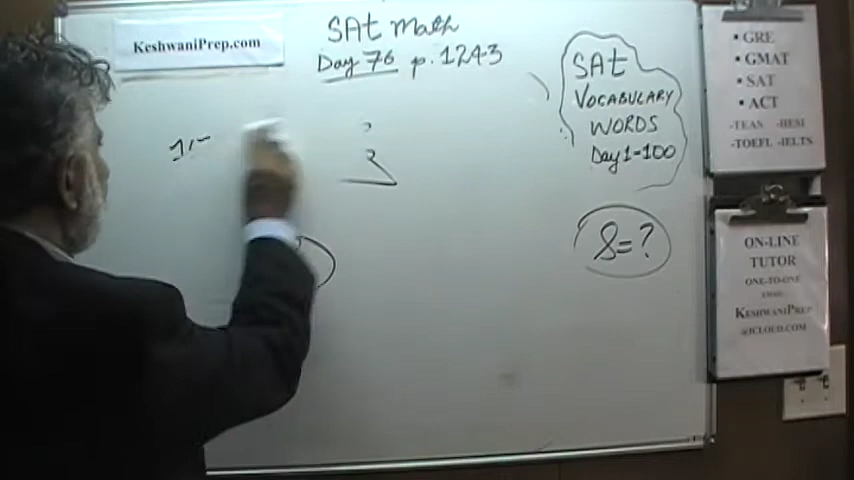 KeshwaniPrep.com
SAt Math
Day 76 p. 1243
SAt
VOCABULARY
WORDS
Day 1-100
8=?
• GRE
• GMAT
• SAT
• ACT
-TEAS -HESI
-TOEFL -IELTS
ON-LINE
TUTOR
ONE-TO-ONE
KESHWANIPREP
@ICLOUD.COM